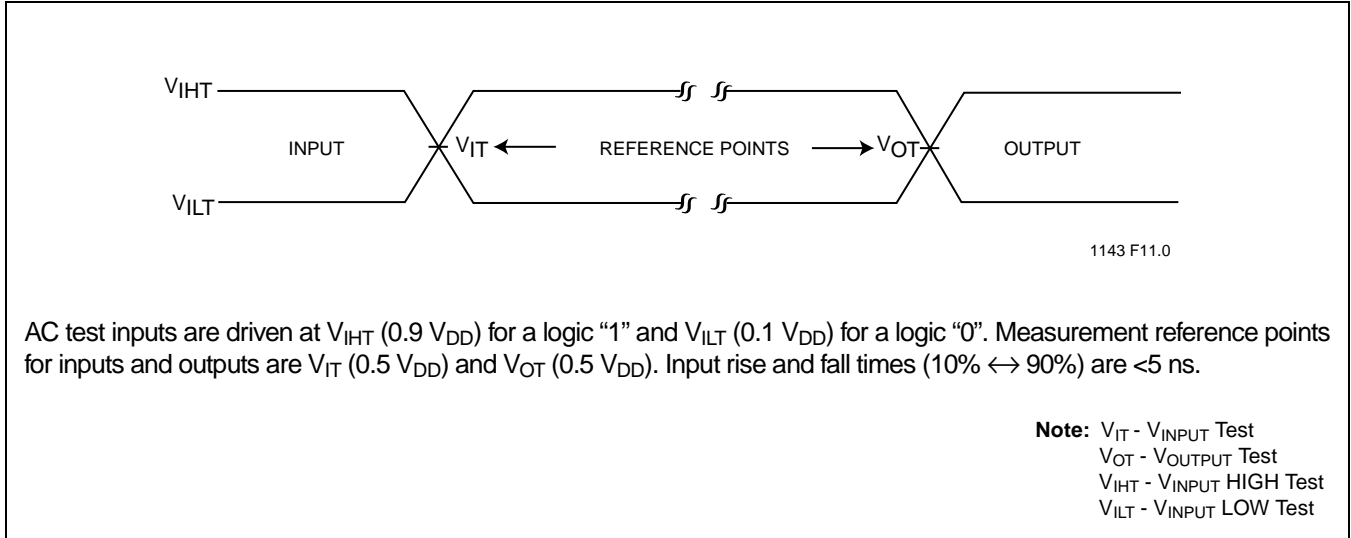 VIHT
INPUT VIT REFERENCE POINTS VOT OUTPUT
VILT
1143 F11.0
AC test inputs are driven at VIHT (0.9 VDD) for a logic “1” and VILT (0.1 VDD) for a logic “0”. Measurement reference points
for inputs and outputs are VIT (0.5 VDD) and VOT (0.5 VDD). Input rise and fall times (10% ↔ 90%) are <5 ns.
Note: VIT - VINPUT Test
VOT - VOUTPUT Test
VIHT - VINPUT HIGH Test
VILT - VINPUT LOW Test